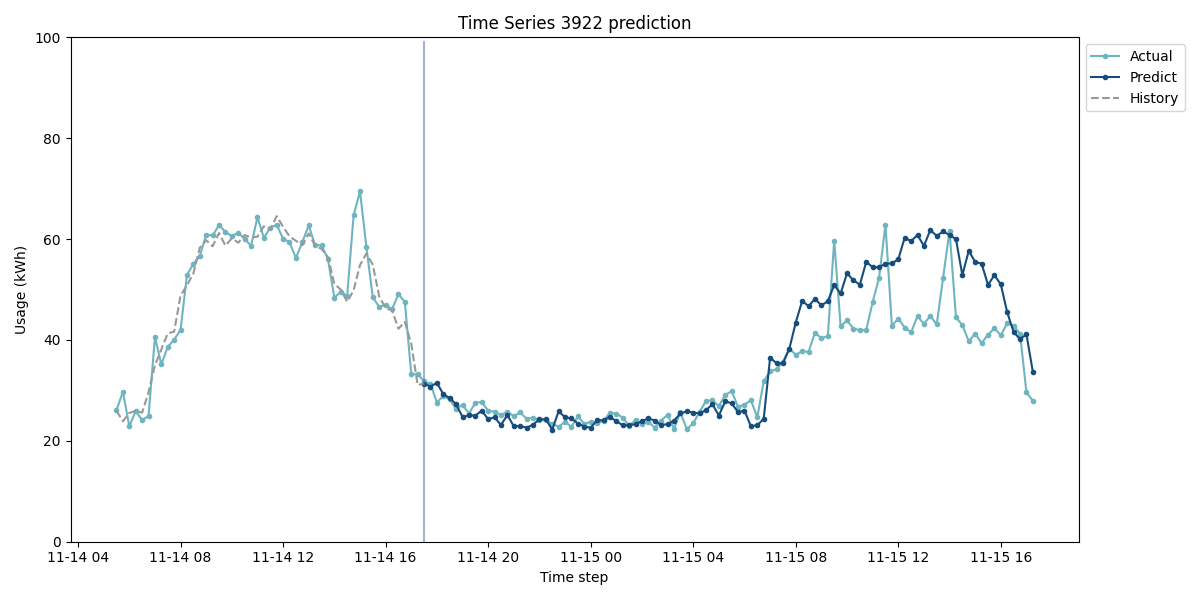 Time Series 3922 prediction
100
80
60
40
20
0
Usage (kWh)
11-14 04
11-14 08
11-14 12
11-14 16
11-14 20
11-15 00
11-15 04
11-15 08
11-15 12
11-15 16
Time step
Actual
Predict
History